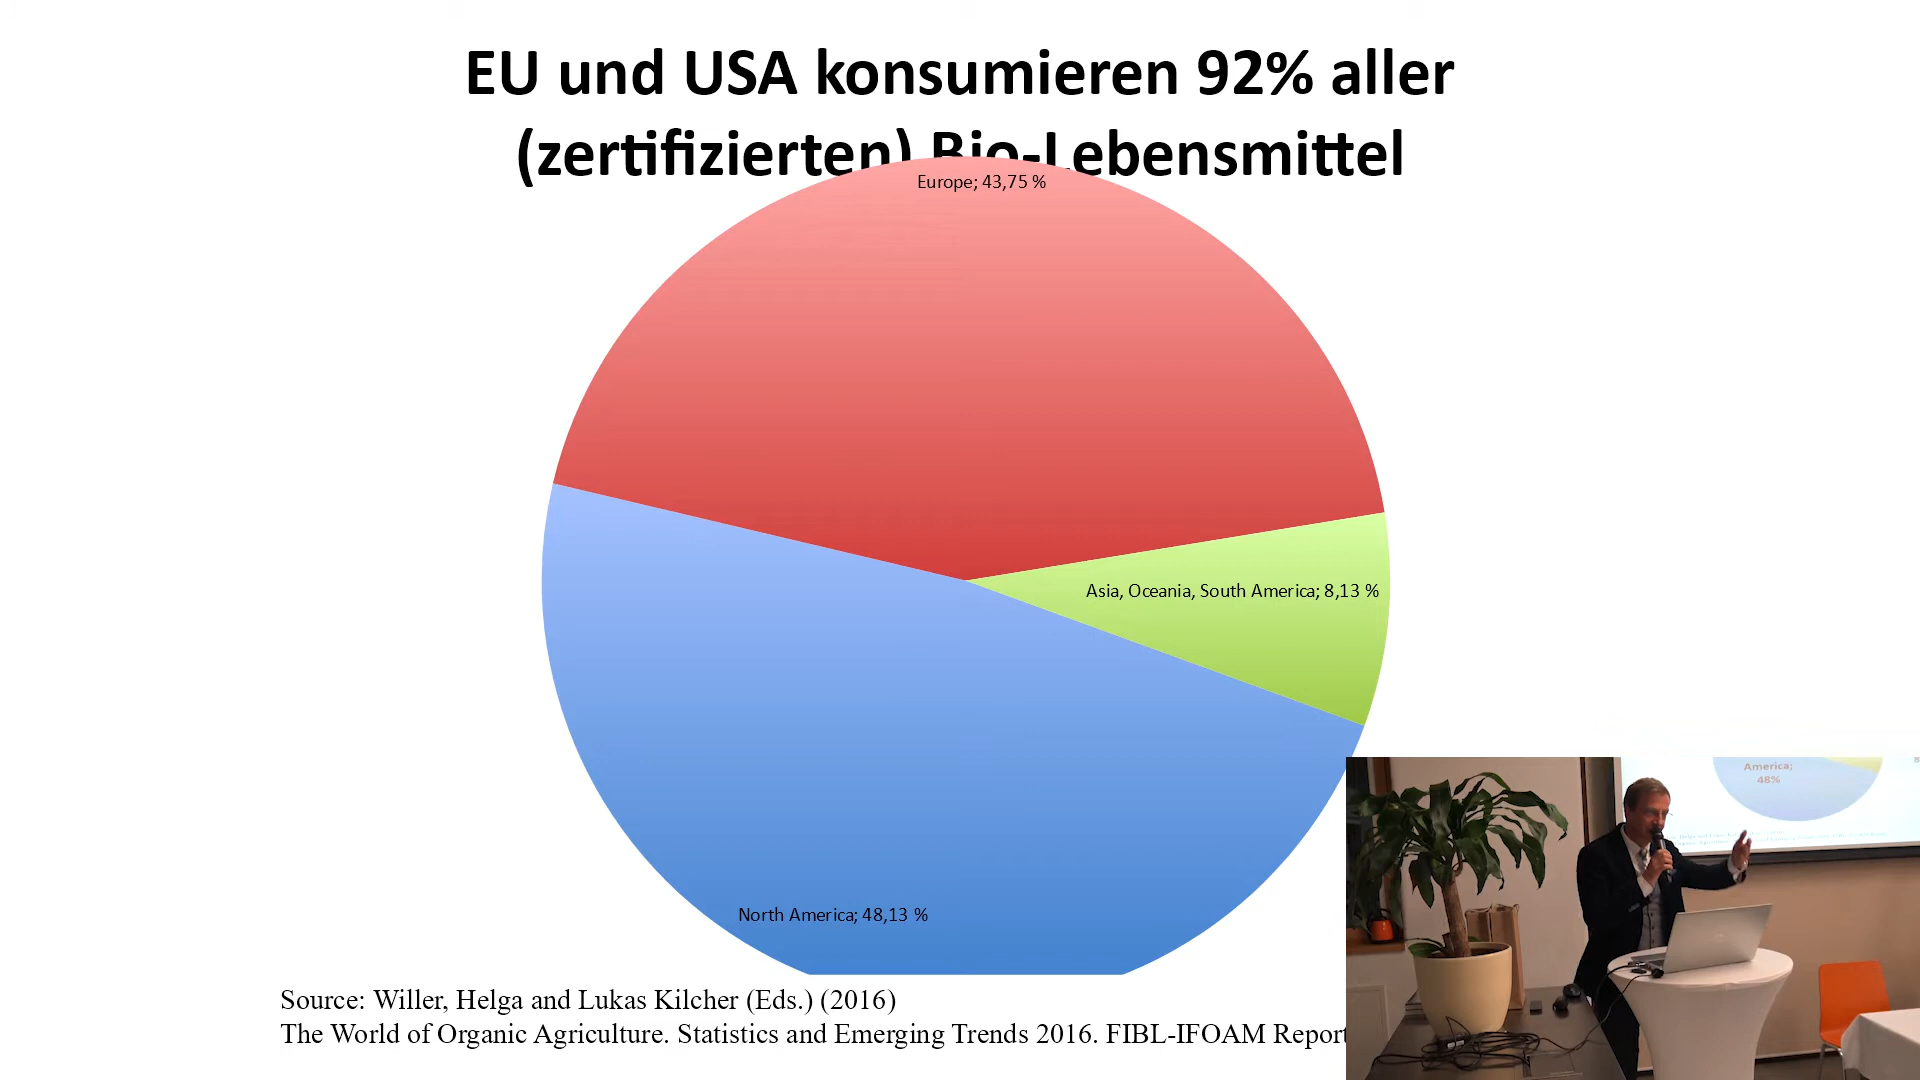 EU und USA konsumieren 92% aller
(zertifizierten) Bio-Lebensmittel
Europe; 43,75 %
Asia, Oceania, South America; 8,13 %
North America; 48,13 %
Source: Willer, Helga and Lukas Kilcher (Eds.) (2016)
The World of Organic Agriculture. Statistics and Emerging Trends 2016. FIBL-IFOAM Report
America;
48%